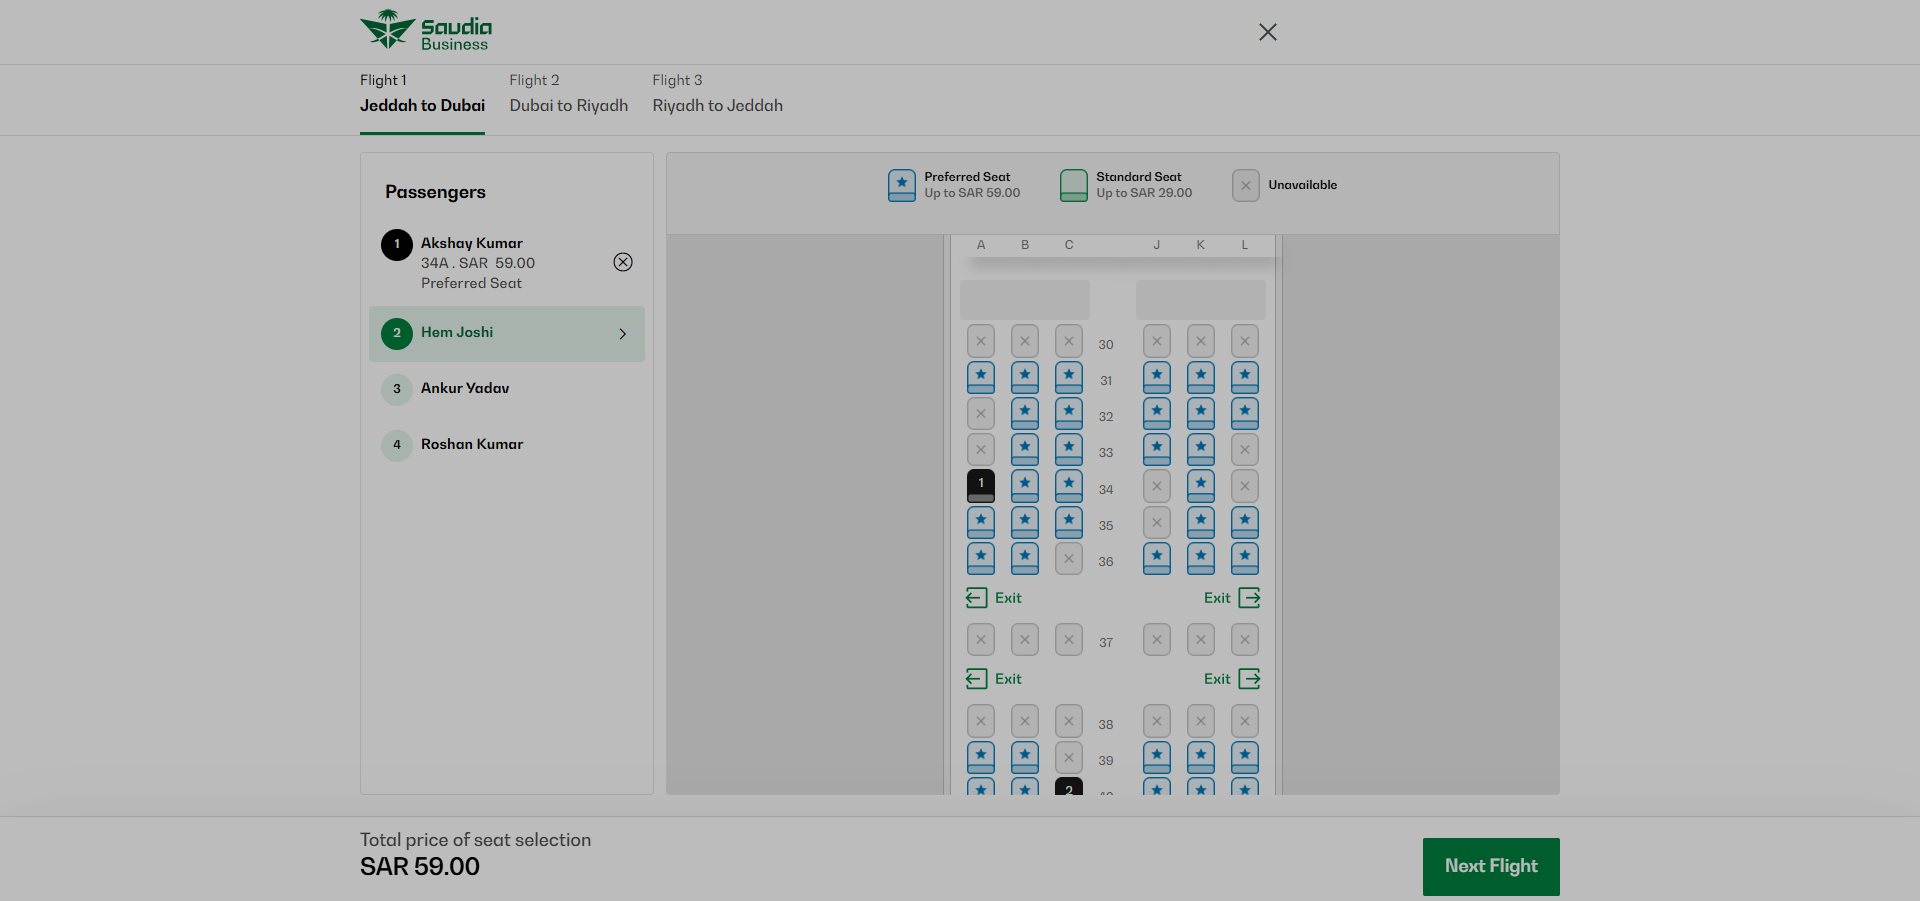 Saudia
Business
Flight 1
Jeddah to Dubai
Flight 2
Dubai to Riyadh
Flight 3
Riyadh to Jeddah
Passengers
1
Akshay Kumar
34A . SAR 59.00
Preferred Seat
2
Hem Joshi
3
Ankur Yadav
4
Roshan Kumar
Preferred Seat
Up to SAR 59.00
Standard Seat
Up to SAR 29.00
Unavailable
A B C J K L
30
31
32
33
1 34
35
36
Exit Exit
37
Exit Exit
38
39
2
Total price of seat selection
SAR 59.00
Next Flight